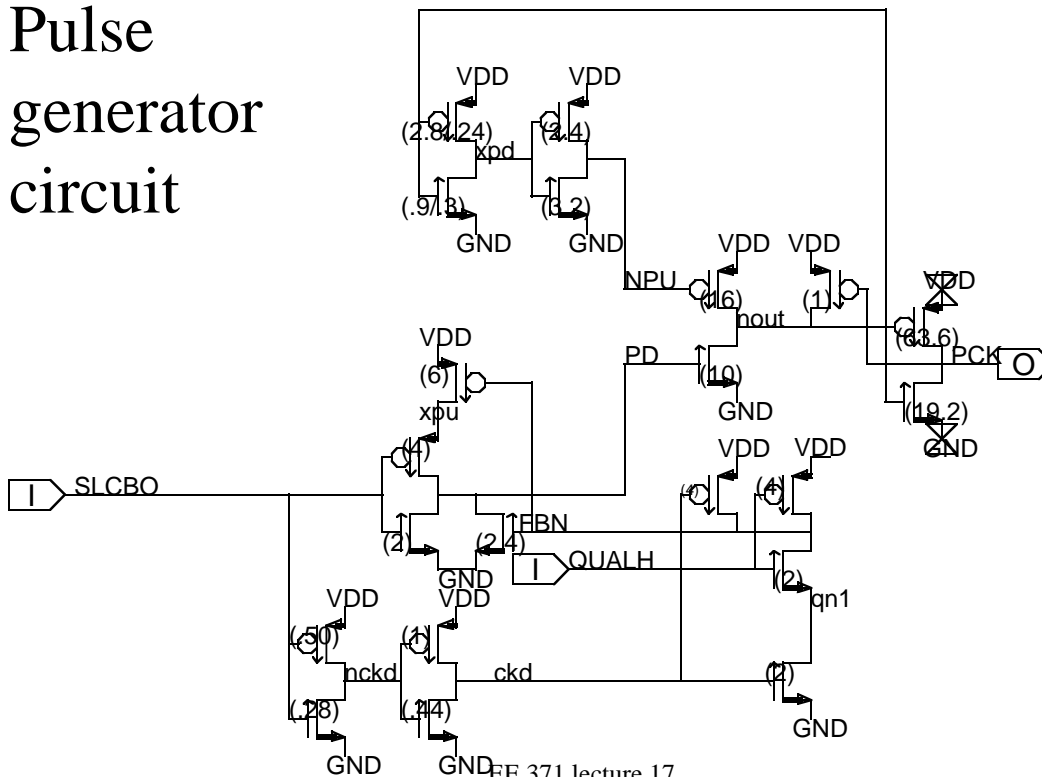 Pulse
generator
circuit
VDD
VDD
(2.8/.24)
(2.4)
xpd
(.9/.3)
(3.2)
GND
GND
VDD
VDD
NPU
(16)
(1)
VDD
nout
(63.6)
VDD
(6)
PD
(10)
PCK
O
xpu
GND
(19.2)
(4)
VDD
VDD
GND
I
SLCBO
(4)
(4)
(2)
(2.4)
FBN
GND
I
QUALH
(2)
qn1
VDD
VDD
(.50)
(1)
nckd
ckd
(2)
(.28)
(.44)
GND
GND
GND
EE 371 lecture 17